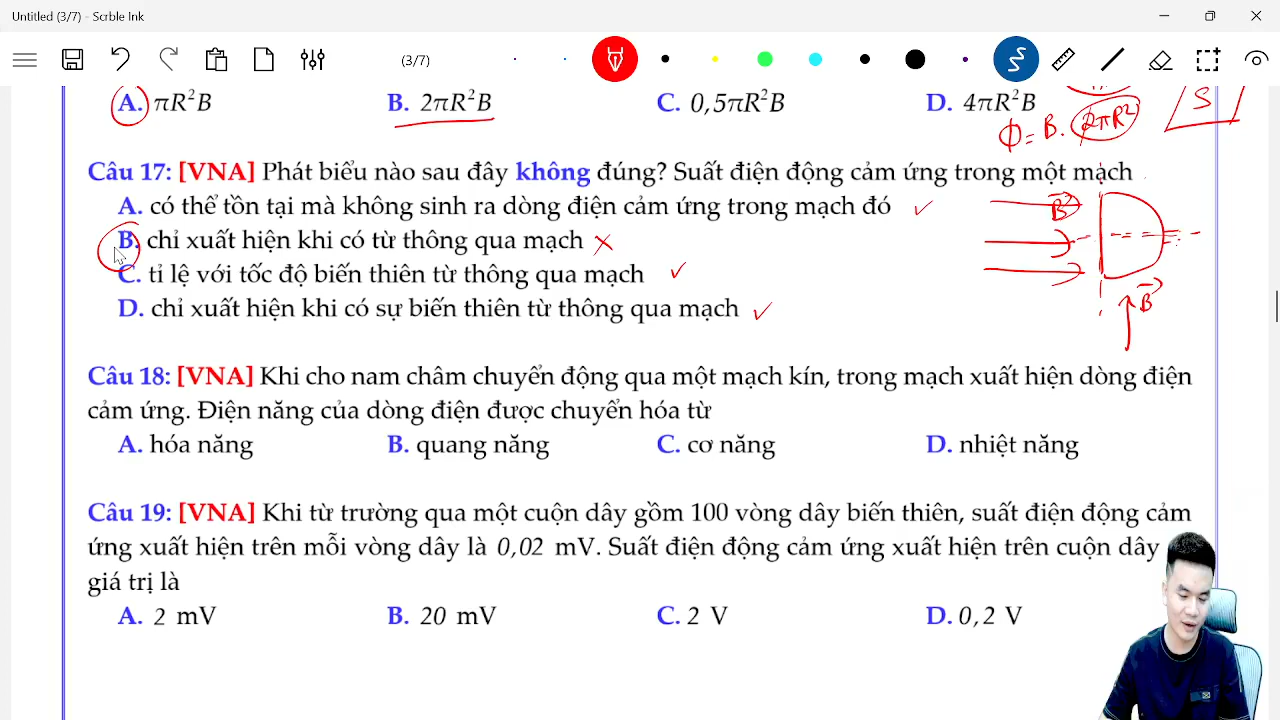 Untitled (3/7) - Scrble Ink
(3/7)
A. πR²B B. 2πR²B C. 0,5πR²B D. 4πR²B
S
Φ = B. 2πR²
Câu 17: [VNA] Phát biểu nào sau đây không đúng? Suất điện động cảm ứng trong một mạch
A. có thể tồn tại mà không sinh ra dòng điện cảm ứng trong mạch đó
B
B. chỉ xuất hiện khi có từ thông qua mạch
C. tỉ lệ với tốc độ biến thiên từ thông qua mạch
D. chỉ xuất hiện khi có sự biến thiên từ thông qua mạch
B
Câu 18: [VNA] Khi cho nam châm chuyển động qua một mạch kín, trong mạch xuất hiện dòng điện
cảm ứng. Điện năng của dòng điện được chuyển hóa từ
A. hóa năng B. quang năng C. cơ năng D. nhiệt năng
Câu 19: [VNA] Khi từ trường qua một cuộn dây gồm 100 vòng dây biến thiên, suất điện động cảm
ứng xuất hiện trên mỗi vòng dây là 0,02 mV. Suất điện động cảm ứng xuất hiện trên cuộn dây
giá trị là
A. 2 mV B. 20 mV C. 2 V D. 0,2 V